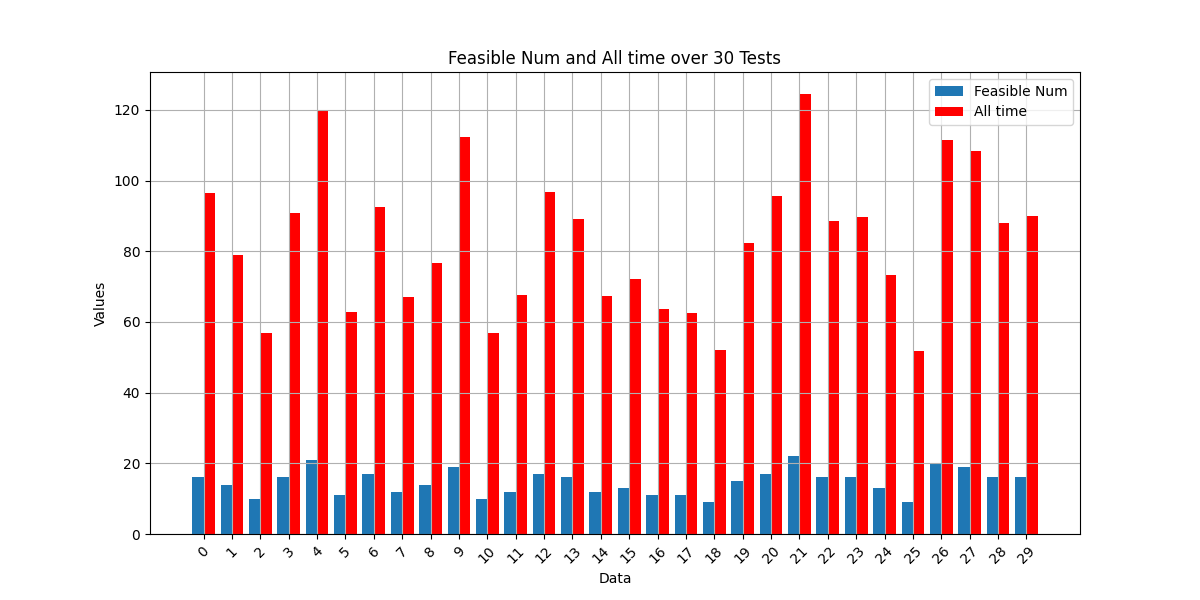 Feasible Num and All time over 30 Tests
Feasible Num
All time
Values
120
100
80
60
40
20
0
0 1 2 3 4 5 6 7 8 9 10 11 12 13 14 15 16 17 18 19 20 21 22 23 24 25 26 27 28 29
Data